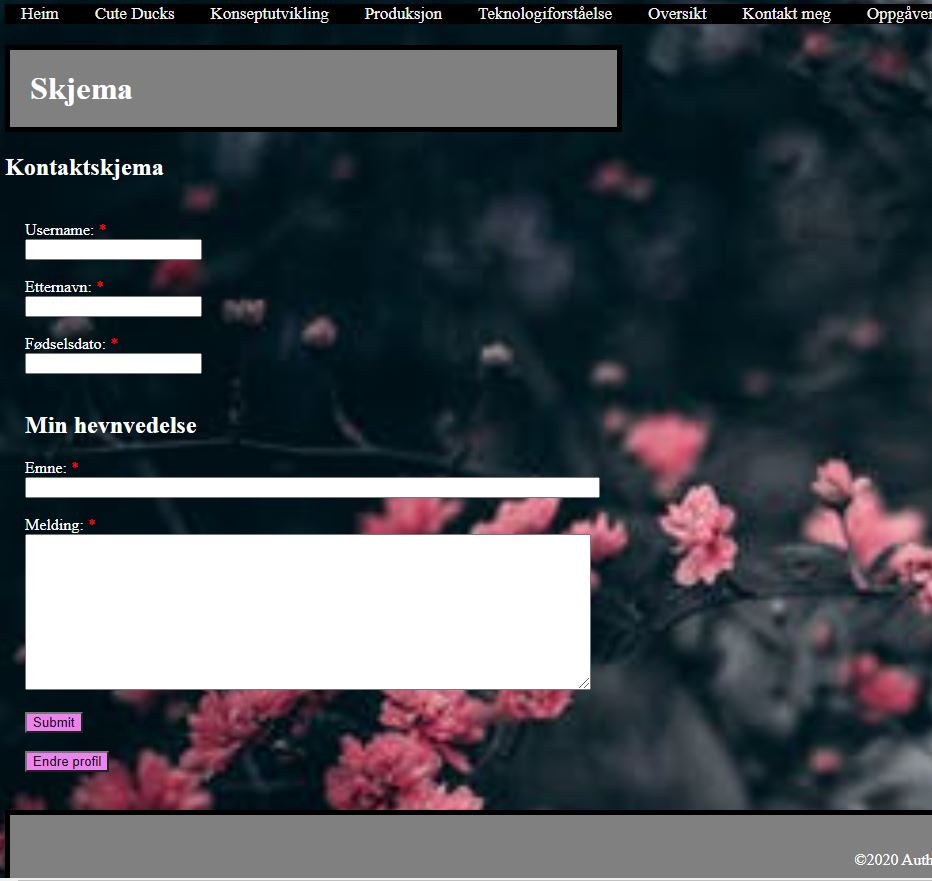 Heim Cute Ducks Konseptutvikling Produksjon Teknologiforståelse Oversikt Kontakt meg Oppgåver
Skjema
Kontaktskjema
Username: *
Etternavn: *
Fødselsdato: *
Min hevnvedelse
Emne: *
Melding: *
Submit
Endre profil
©2020 Auth